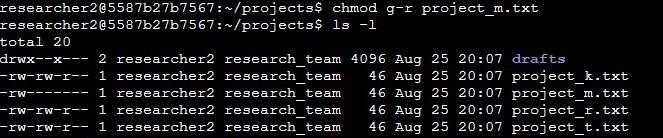 researcher2@5587b27b7567:~/projects$ chmod g-r project_m.txt
researcher2@5587b27b7567:~/projects$ ls -l
total 20
drwx--x--- 2 researcher2 research_team 4096 Aug 25 20:07 drafts
-rw-rw-r-- 1 researcher2 research_team   46 Aug 25 20:07 project_k.txt
-rw------- 1 researcher2 research_team   46 Aug 25 20:07 project_m.txt
-rw-rw-r-- 1 researcher2 research_team   46 Aug 25 20:07 project_r.txt
-rw-rw-r-- 1 researcher2 research_team   46 Aug 25 20:07 project_t.txt